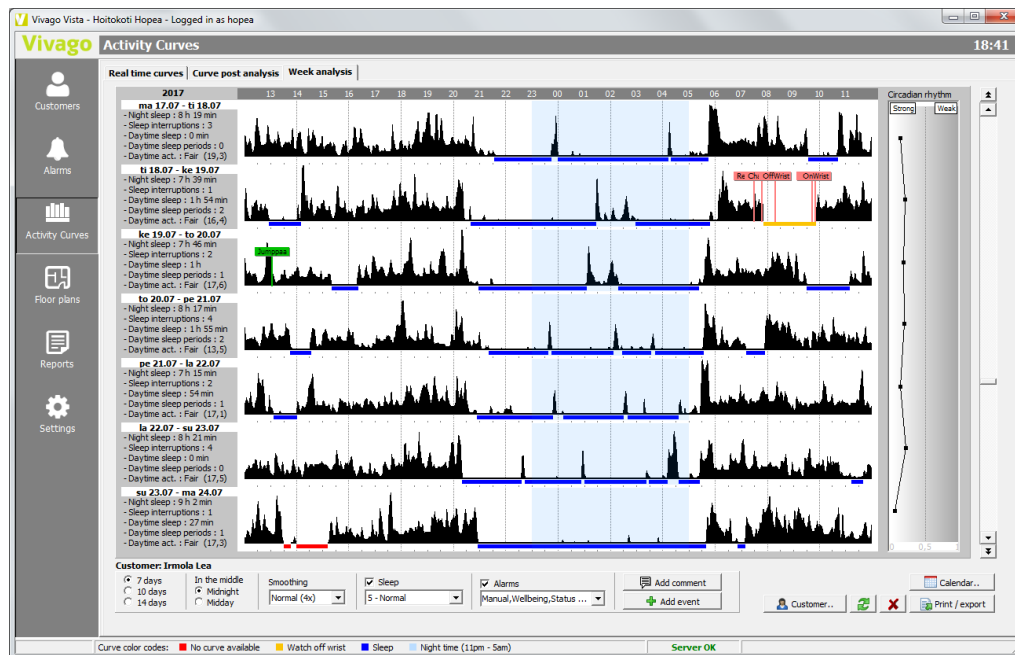 Vivago Vista - Hoitokoti Hopea - Logged in as hopea
Vivago Activity Curves 18:41
Customers
Alarms
Activity Curves
Floor plans
Reports
Settings
Real time curves Curve post analysis Week analysis
2017 13 14 15 16 17 18 19 20 21 22 23 00 01 02 03 04 05 06 07 08 09 10 11
Circadian rhythm
Strong Weak
ma 17.07 - ti 18.07
- Night sleep : 8 h 19 min
- Sleep interruptions : 3
- Daytime sleep : 0 min
- Daytime sleep periods : 0
- Daytime act. : Fair (19,3)
ti 18.07 - ke 19.07
- Night sleep : 7 h 39 min
- Sleep interruptions : 1
- Daytime sleep : 1 h 54 min
- Daytime sleep periods : 2
- Daytime act. : Fair (16,4)
Re Cha OffWrist OnWrist
ke 19.07 - to 20.07
- Night sleep : 7 h 46 min
- Sleep interruptions : 2
- Daytime sleep : 1 h
- Daytime sleep periods : 1
- Daytime act. : Fair (17,6)
Jumppaa
to 20.07 - pe 21.07
- Night sleep : 8 h 17 min
- Sleep interruptions : 4
- Daytime sleep : 1 h 55 min
- Daytime sleep periods : 2
- Daytime act. : Fair (13,5)
pe 21.07 - la 22.07
- Night sleep : 7 h 15 min
- Sleep interruptions : 2
- Daytime sleep : 54 min
- Daytime sleep periods : 1
- Daytime act. : Fair (17,1)
la 22.07 - su 23.07
- Night sleep : 8 h 21 min
- Sleep interruptions : 4
- Daytime sleep : 0 min
- Daytime sleep periods : 0
- Daytime act. : Fair (17,5)
su 23.07 - ma 24.07
- Night sleep : 9 h 2 min
- Sleep interruptions : 1
- Daytime sleep : 27 min
- Daytime sleep periods : 1
- Daytime act. : Fair (17,3)
0 0,5 1
Customer: Irmola Lea
7 days
10 days
14 days
In the middle
Midnight
Midday
Smoothing
Normal (4x)
Sleep
5 - Normal
Alarms
Manual,Wellbeing,Status ...
Add comment
Add event
Calendar..
Customer..
Print / export
Curve color codes: No curve available Watch off wrist Sleep Night time (11pm - 5am) Server OK